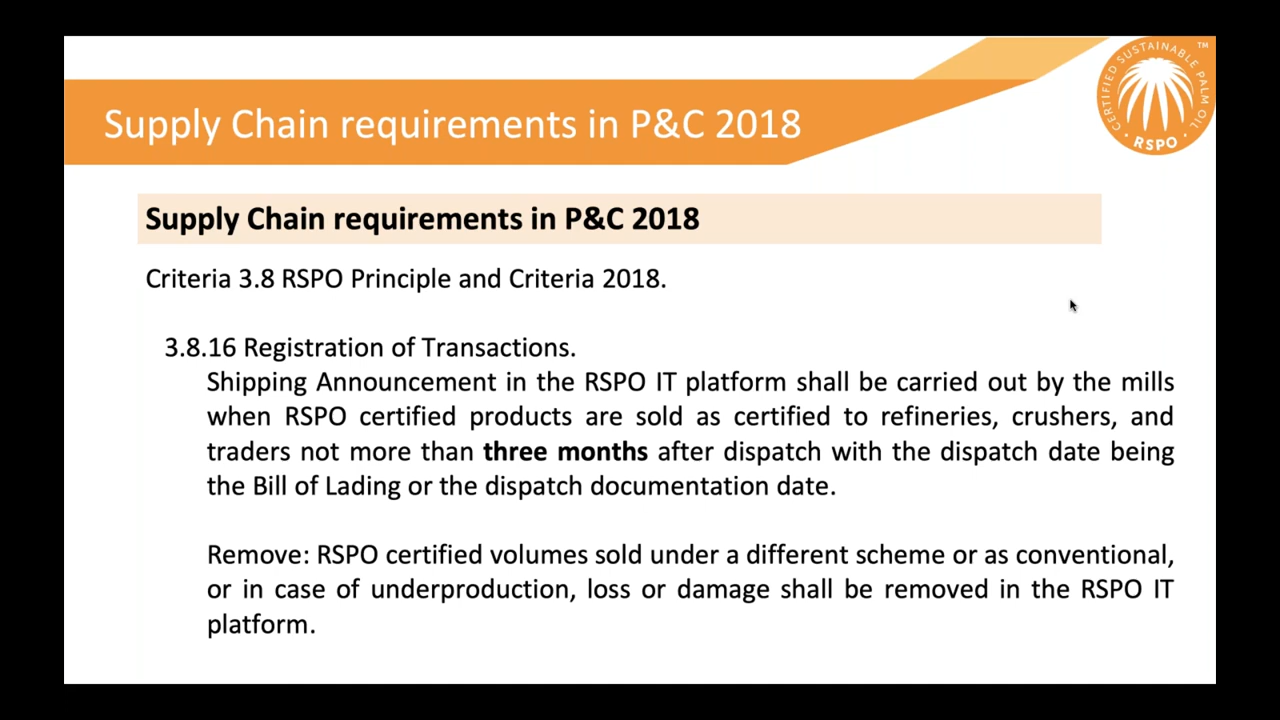 Supply Chain requirements in P&C 2018
CERTIFIED SUSTAINABLE PALM OIL
TM
RSPO
Supply Chain requirements in P&C 2018
Criteria 3.8 RSPO Principle and Criteria 2018.
3.8.16 Registration of Transactions.
Shipping Announcement in the RSPO IT platform shall be carried out by the mills
when RSPO certified products are sold as certified to refineries, crushers, and
traders not more than three months after dispatch with the dispatch date being
the Bill of Lading or the dispatch documentation date.
Remove: RSPO certified volumes sold under a different scheme or as conventional,
or in case of underproduction, loss or damage shall be removed in the RSPO IT
platform.